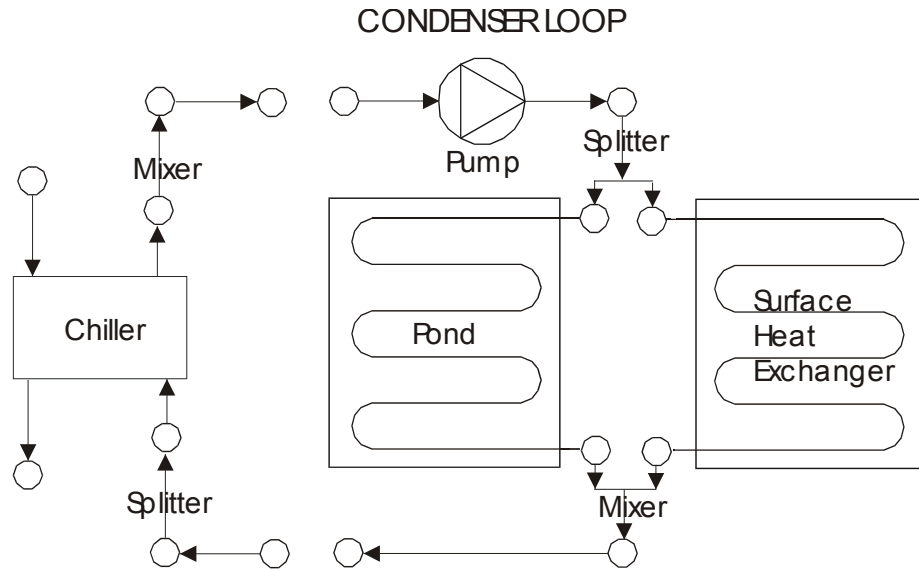 CONDENSER LOOP
Splitter
Mixer
Pump
Chiller
Pond
Surface
Heat
Exchanger
Splitter
Mixer